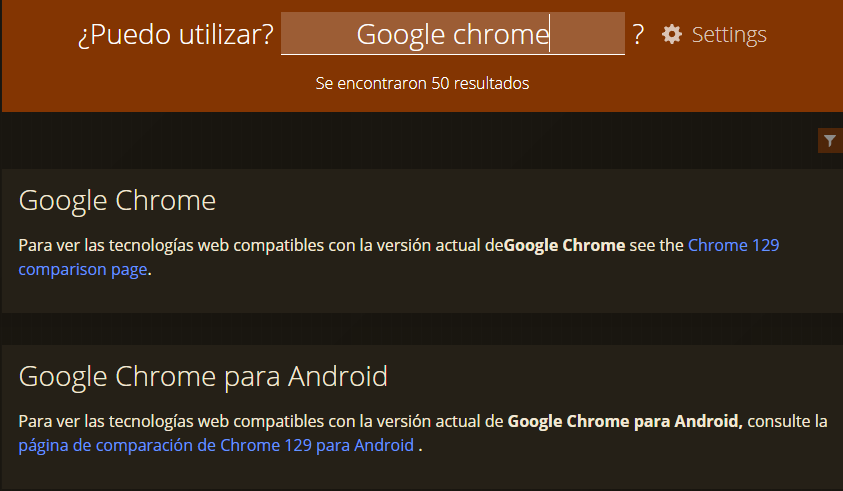 ¿Puedo utilizar? Google chrome ? Settings
Se encontraron 50 resultados
Google Chrome
Para ver las tecnologías web compatibles con la versión actual deGoogle Chrome see the Chrome 129
comparison page.
Google Chrome para Android
Para ver las tecnologías web compatibles con la versión actual de Google Chrome para Android, consulte la
página de comparación de Chrome 129 para Android .